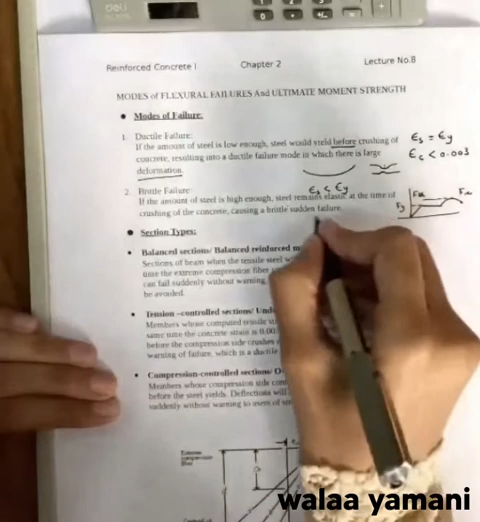 deli
Reinforced Concrete I Chapter 2 Lecture No.8
MODES of FLEXURAL FAILURES And ULTIMATE MOMENT STRENGTH
• Modes of Failure:
1. Ductile Failure:
If the amount of steel is low enough, steel would yield before crushing of
concrete, resulting into a ductile failure mode in which there is large
deformation.
εs = εy
εc < 0.003
2. Brittle Failure:
εs < εy
If the amount of steel is high enough, steel remains elastic at the time of
crushing of the concrete, causing a brittle sudden failure.
Fy
• Section Types:
• Balanced sections/ Balanced reinforced
Sections of beam when the tensile steel
time the extreme compression fiber
can fail suddenly without warning
be avoided.
• Tension –controlled sections/
Members whose computed tensile
same time the concrete strain is 0.00
before the compression side crushes
warning of failure, which is a ductile
• Compression-controlled sections/
Members whose compression side
before the steel yields. Deflections will
suddenly without warning to users of
Extreme
compression
fiber
walaa yamani